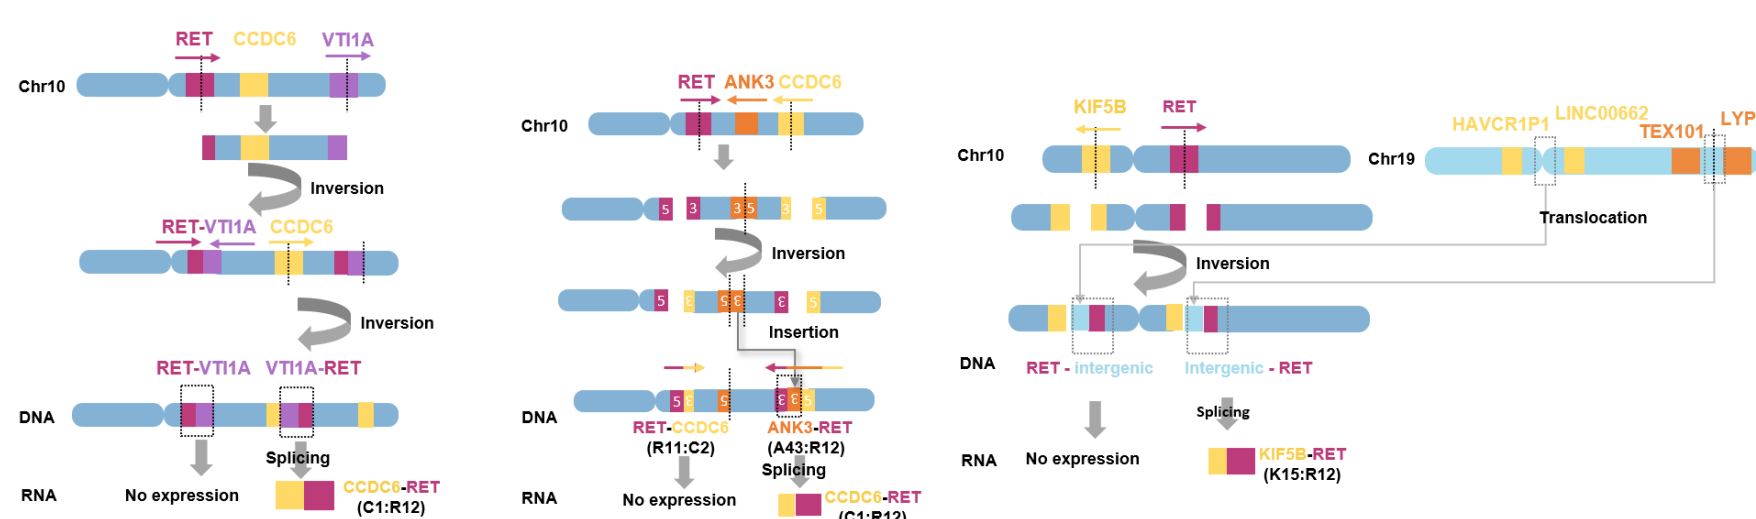 RET CCDC6 VTI1A
Chr10
Inversion
RET-VTI1A CCDC6
Inversion
RET-VTI1A VTI1A-RET
DNA
Splicing
RNA
No expression
CCDC6-RET
(C1:R12)
RET ANK3 CCDC6
Chr10
5 3 3 5 3 5
Inversion
5 3 5 3 3 5
Insertion
5 3 5 3 3 5
DNA
RET-CCDC6 ANK3-RET
(R11:C2) (A43:R12)
Splicing
RNA
No expression
CCDC6-RET
(C1:R12)
KIF5B RET
Chr10
HAVCR1P1 LINC00662 TEX101 LYP
Chr19
Translocation
Inversion
DNA
RET - intergenic Intergenic - RET
Splicing
RNA
No expression
KIF5B-RET
(K15:R12)